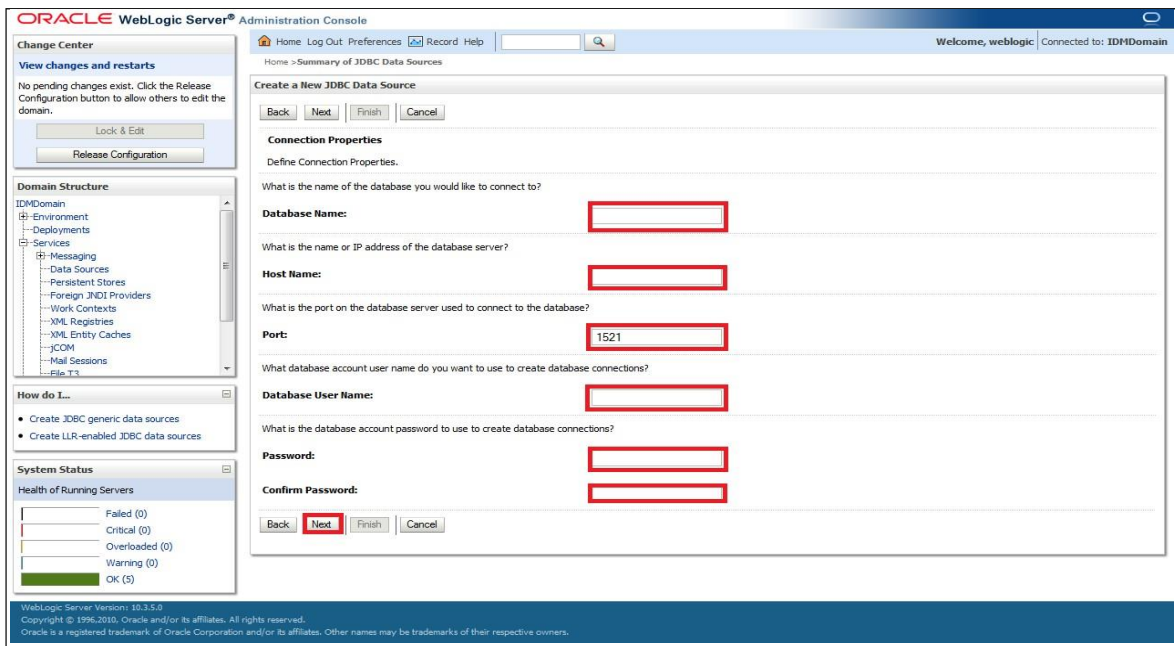 ORACLE WebLogic Server® Administration Console
Change Center
View changes and restarts
No pending changes exist. Click the Release
Configuration button to allow others to edit the
domain.
Lock & Edit
Release Configuration
Domain Structure
IDMDomain
Environment
Deployments
Services
Messaging
Data Sources
Persistent Stores
Foreign JNDI Providers
Work Contexts
XML Registries
XML Entity Caches
jCOM
Mail Sessions
File T3
How do I...
Create JDBC generic data sources
Create LLR-enabled JDBC data sources
System Status
Health of Running Servers
Failed (0)
Critical (0)
Overloaded (0)
Warning (0)
OK (5)
Home Log Out Preferences Record Help
Welcome, weblogic Connected to: IDMDomain
Home >Summary of JDBC Data Sources
Create a New JDBC Data Source
Back Next Finish Cancel
Connection Properties
Define Connection Properties.
What is the name of the database you would like to connect to?
Database Name:
What is the name or IP address of the database server?
Host Name:
What is the port on the database server used to connect to the database?
Port: 1521
What database account user name do you want to use to create database connections?
Database User Name:
What is the database account password to use to create database connections?
Password:
Confirm Password:
Back Next Finish Cancel
WebLogic Server Version: 10.3.5.0
Copyright © 1996,2010, Oracle and/or its affiliates. All rights reserved.
Oracle is a registered trademark of Oracle Corporation and/or its affiliates. Other names may be trademarks of their respective owners.